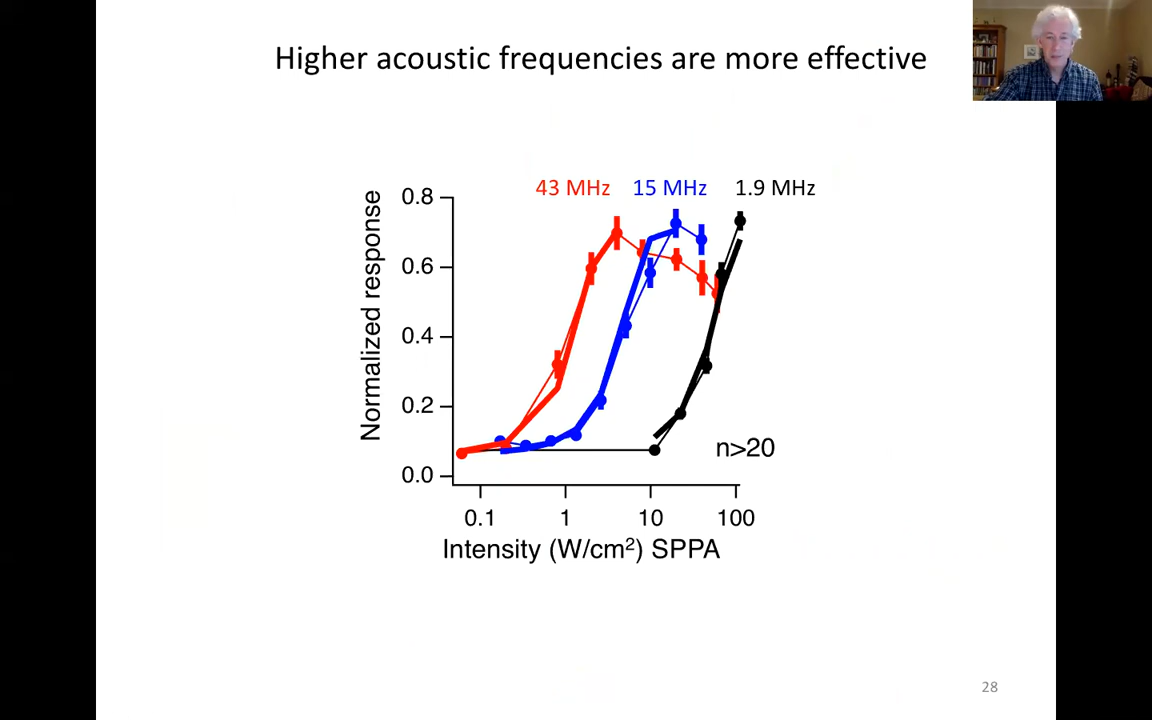 Higher acoustic frequencies are more effective
43 MHz 15 MHz 1.9 MHz
Normalized response
0.8
0.6
0.4
0.2
0.0
n>20
0.1 1 10 100
Intensity (W/cm²) SPPA
28